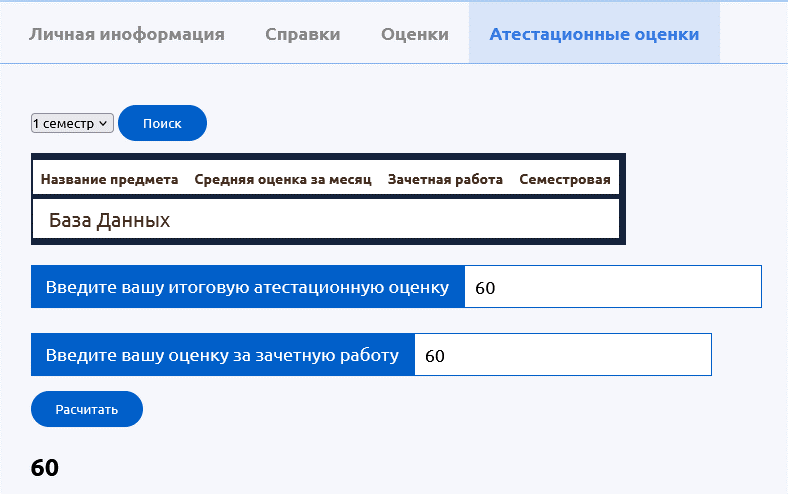 Личная иноформация Справки Оценки Атестационные оценки
1 семестр Поиск
Название предмета Средняя оценка за месяц Зачетная работа Семестровая
База Данных
Введите вашу итоговую атестационную оценку 60
Введите вашу оценку за зачетную работу 60
Расчитать
60